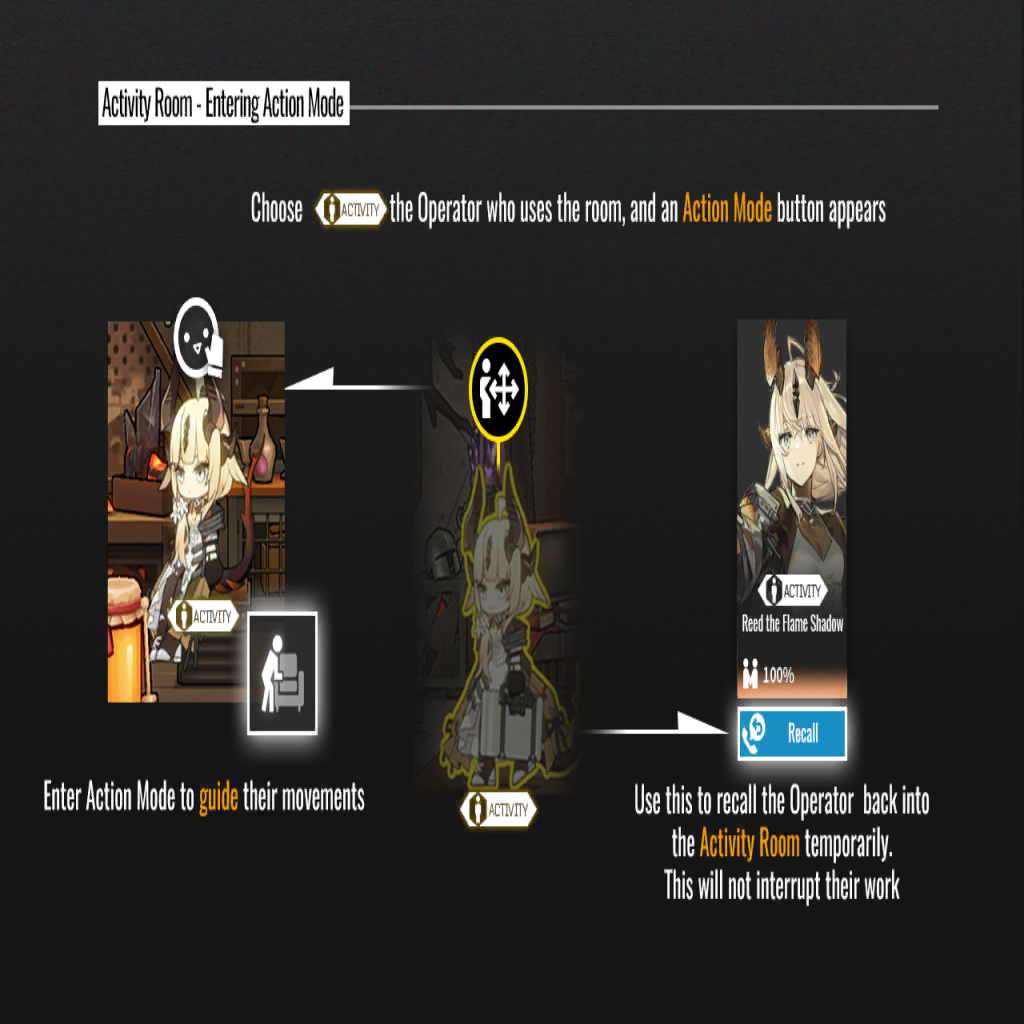 Activity Room - Entering Action Mode
Choose ACTIVITY the Operator who uses the room, and an Action Mode button appears
ACTIVITY
Enter Action Mode to guide their movements
ACTIVITY
ACTIVITY
Reed the Flame Shadow
100%
Recall
Use this to recall the Operator back into
the Activity Room temporarily.
This will not interrupt their work